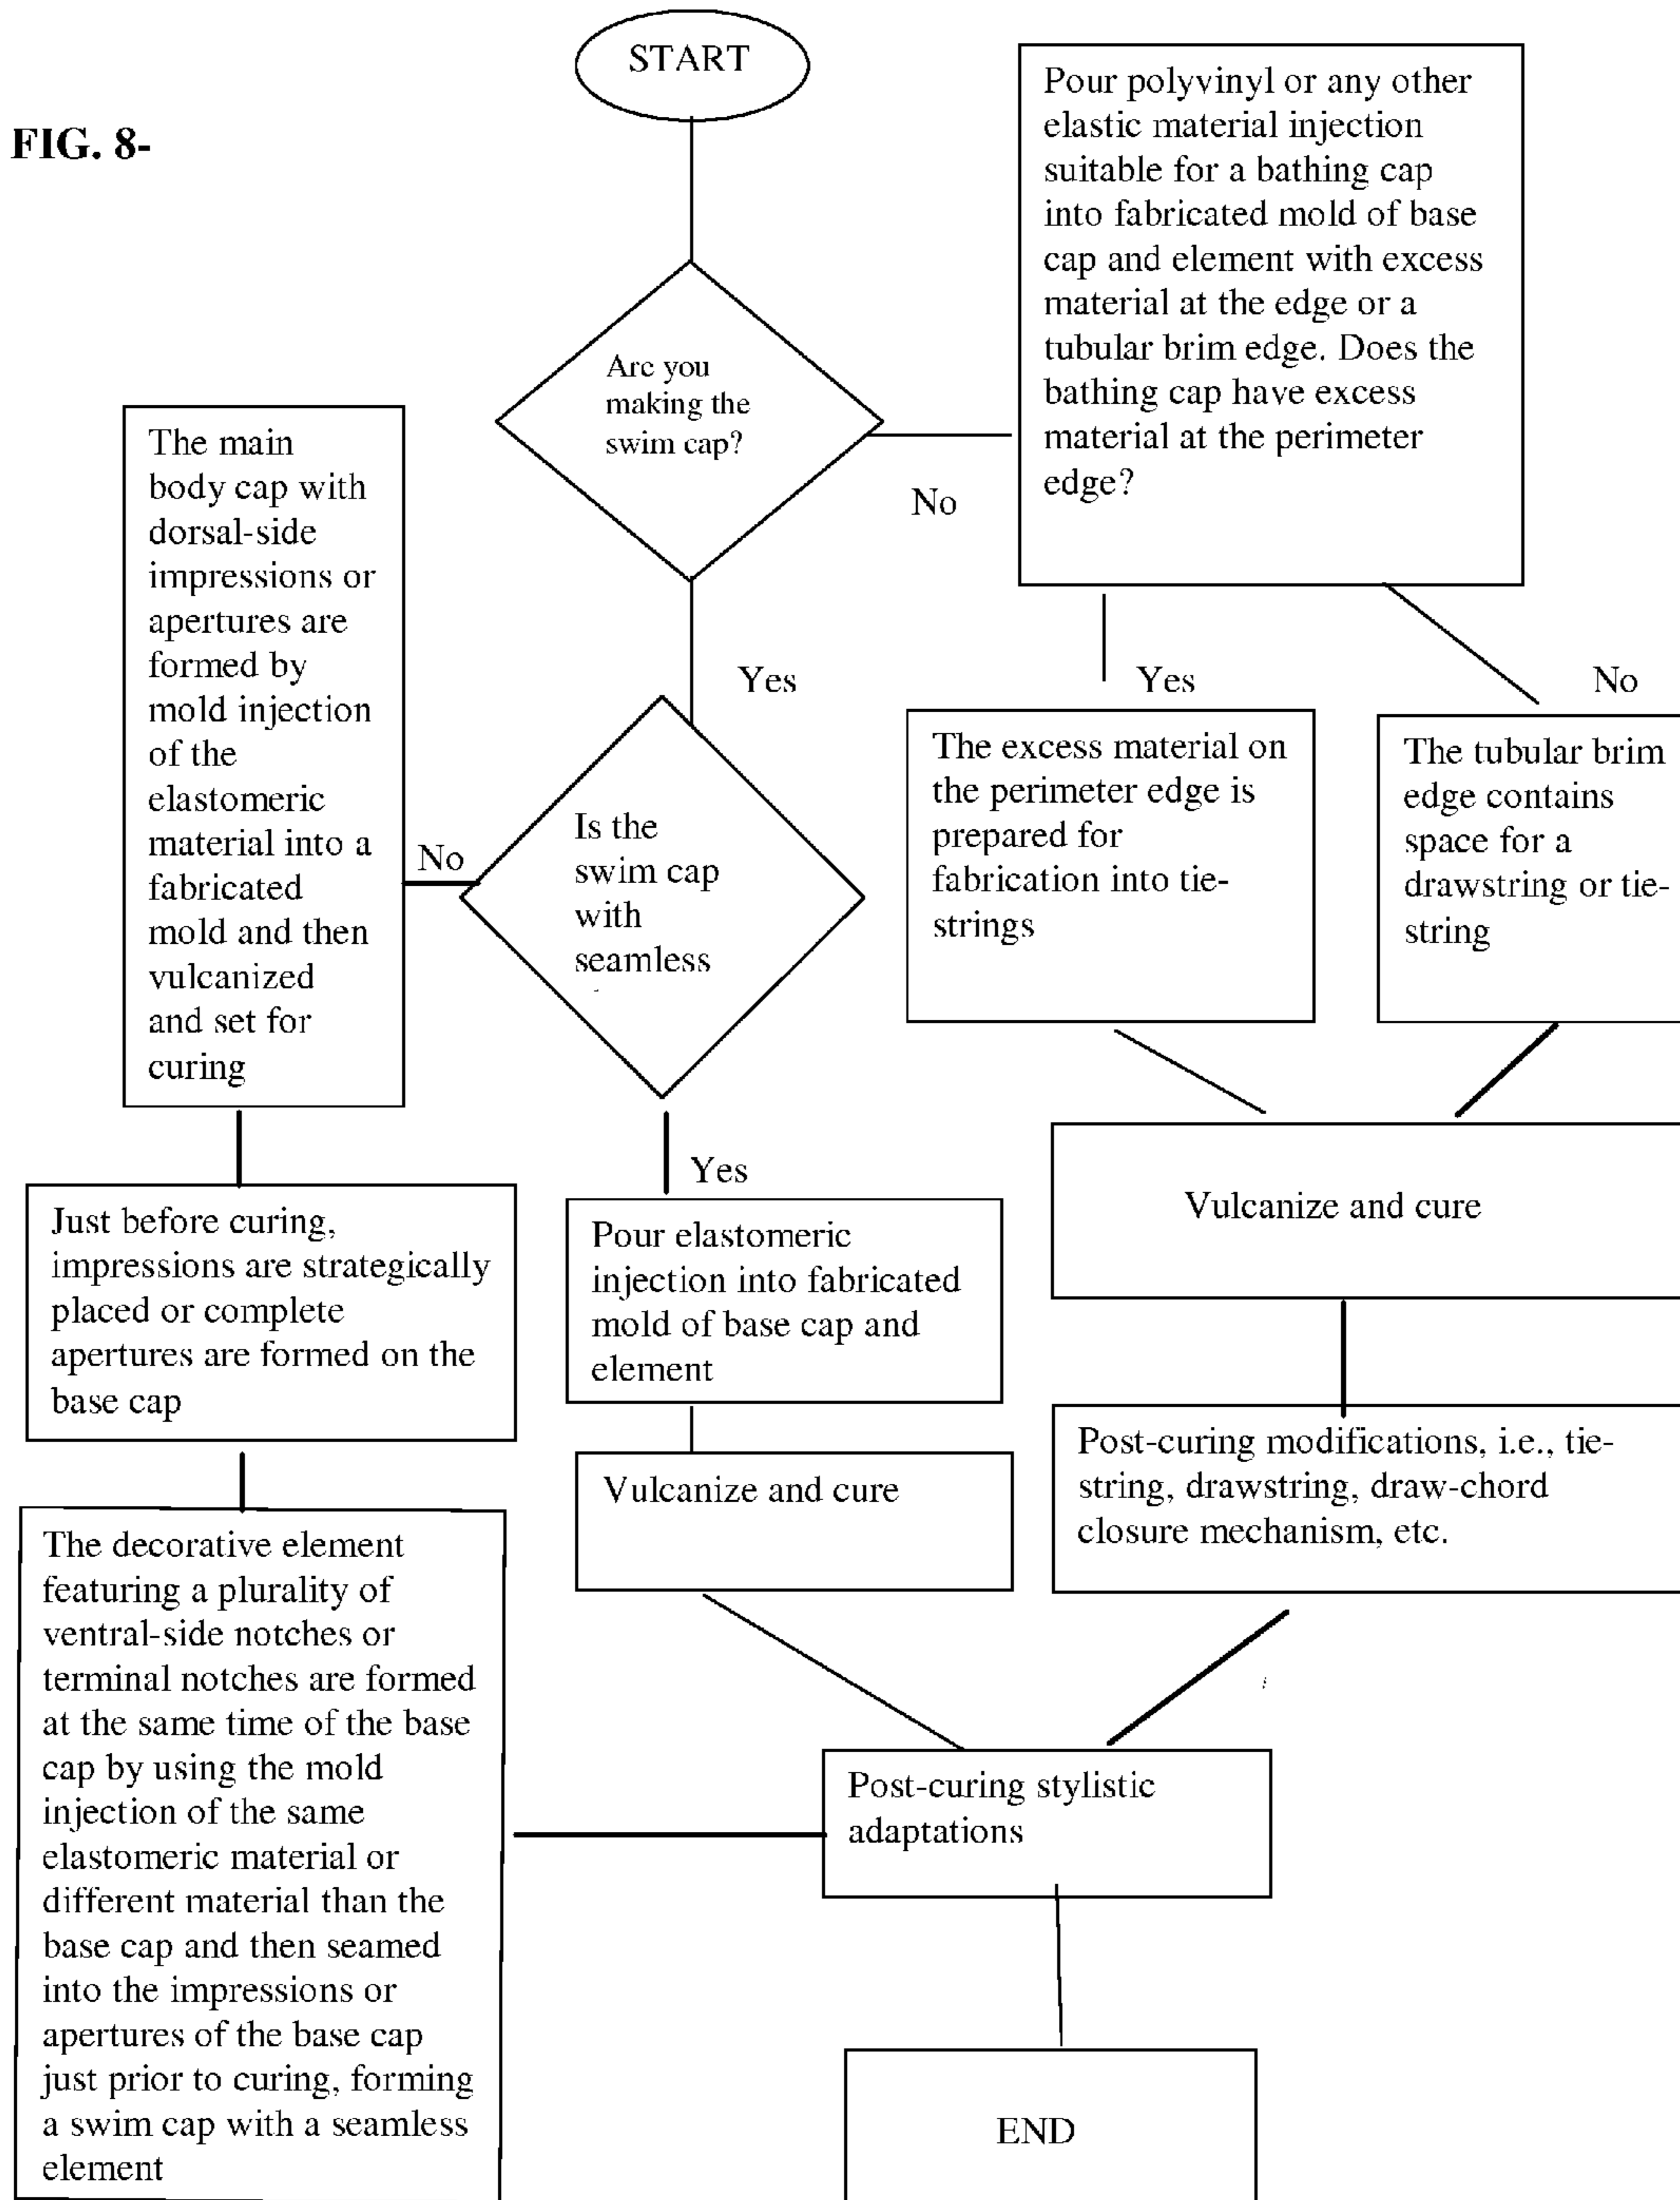 FIG. 8-
START
Are you
making the
swim cap?
No
Yes
Pour polyvinyl or any other
elastic material injection
suitable for a bathing cap
into fabricated mold of base
cap and element with excess
material at the edge or a
tubular brim edge. Does the
bathing cap have excess
material at the perimeter
edge?
Yes
No
The excess material on
the perimeter edge is
prepared for
fabrication into tie-
strings
The tubular brim
edge contains
space for a
drawstring or tie-
string
Vulcanize and cure
Post-curing modifications, i.e., tie-
string, drawstring, draw-chord
closure mechanism, etc.
Is the
swim cap
with
seamless
No
Yes
The main
body cap with
dorsal-side
impressions or
apertures are
formed by
mold injection
of the
elastomeric
material into a
fabricated
mold and then
vulcanized
and set for
curing
Just before curing,
impressions are strategically
placed or complete
apertures are formed on the
base cap
The decorative element
featuring a plurality of
ventral-side notches or
terminal notches are formed
at the same time of the base
cap by using the mold
injection of the same
elastomeric material or
different material than the
base cap and then seamed
into the impressions or
apertures of the base cap
just prior to curing, forming
a swim cap with a seamless
element
Pour elastomeric
injection into fabricated
mold of base cap and
element
Vulcanize and cure
Post-curing stylistic
adaptations
END